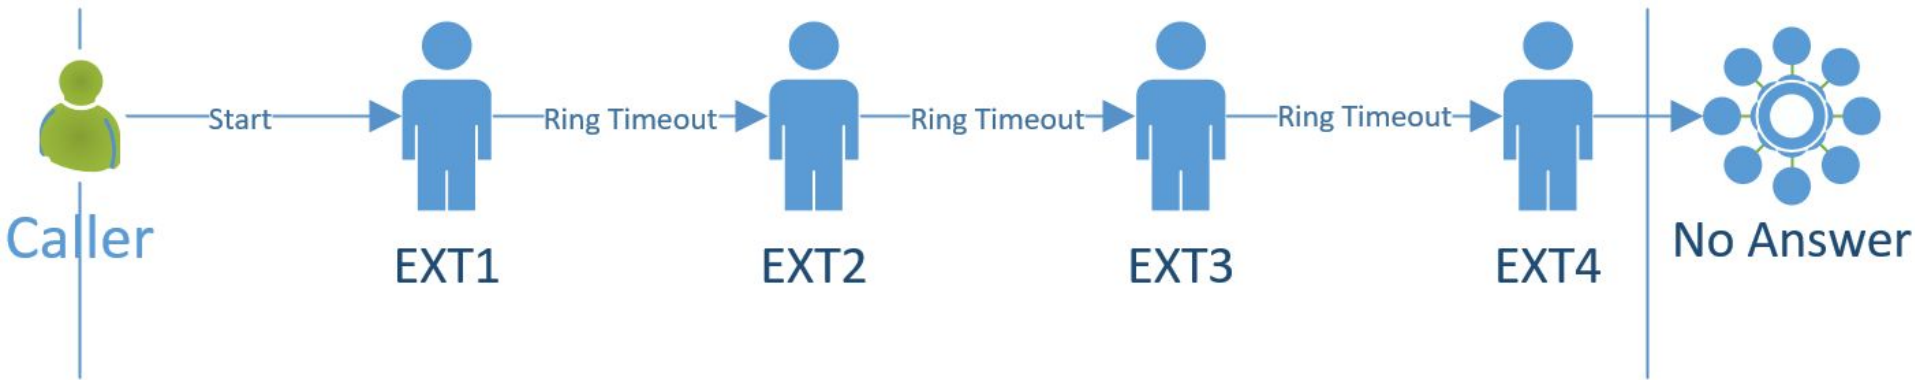 Start
Ring Timeout
Ring Timeout
Ring Timeout
Caller
EXT1
EXT2
EXT3
EXT4
No Answer